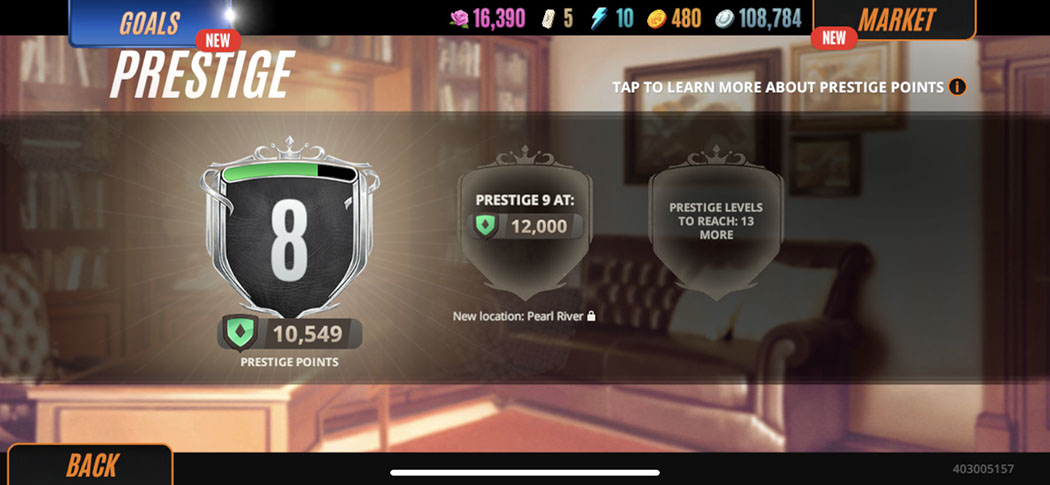 GOALS
NEW
16,390
5
10
480
108,784
MARKET
NEW
PRESTIGE
TAP TO LEARN MORE ABOUT PRESTIGE POINTS i
8
10,549
PRESTIGE POINTS
PRESTIGE 9 AT:
12,000
New location: Pearl River
PRESTIGE LEVELS
TO REACH: 13
MORE
BACK
403005157